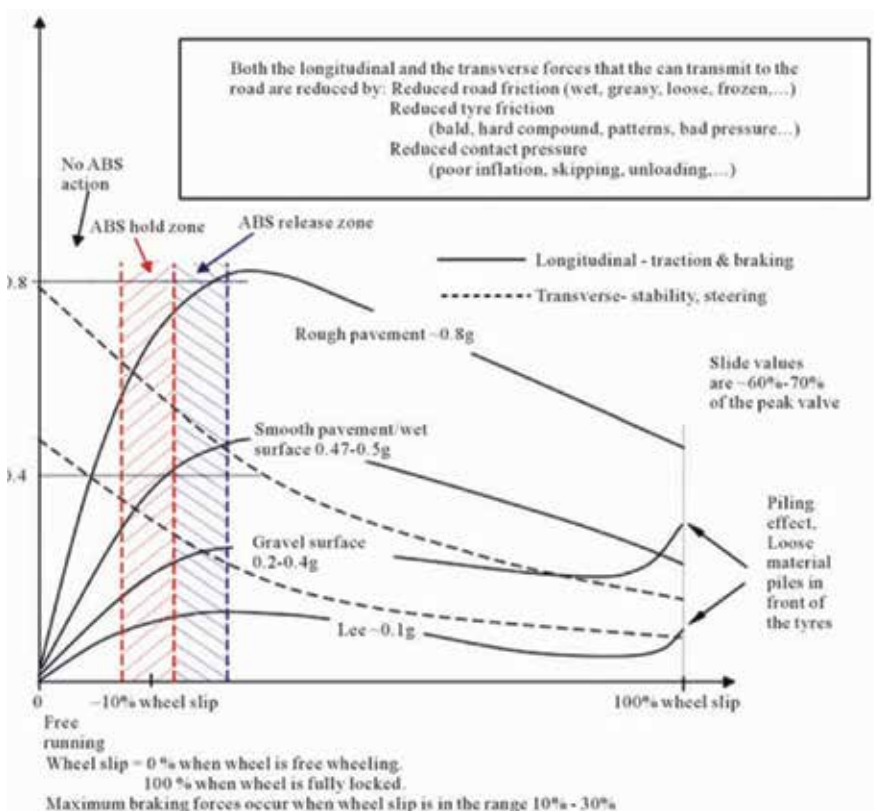 Both the longitudinal and the transverse forces that the can transmit to the
road are reduced by: Reduced road friction (wet, greasy, loose, frozen,...)
Reduced tyre friction
(bald, hard compound, patterns, bad pressure...)
Reduced contact pressure
(poor inflation, skipping, unloading,...)
No ABS
action
ABS hold zone
ABS release zone
0.8
Longitudinal - traction & braking
Transverse- stability, steering
Rough pavement ~0.8g
Slide values
are ~60%-70%
of the peak valve
Smooth pavement/wet
surface 0.47-0.5g
0.4
Gravel surface
0.2-0.4g
Piling
effect,
Loose
material
piles in
front of
the tyres
Lee ~0.1g
0
~10% wheel slip
100% wheel slip
Free
running
Wheel slip = 0 % when wheel is free wheeling.
100 % when wheel is fully locked.
Maximum braking forces occur when wheel slip is in the range 10% - 30%